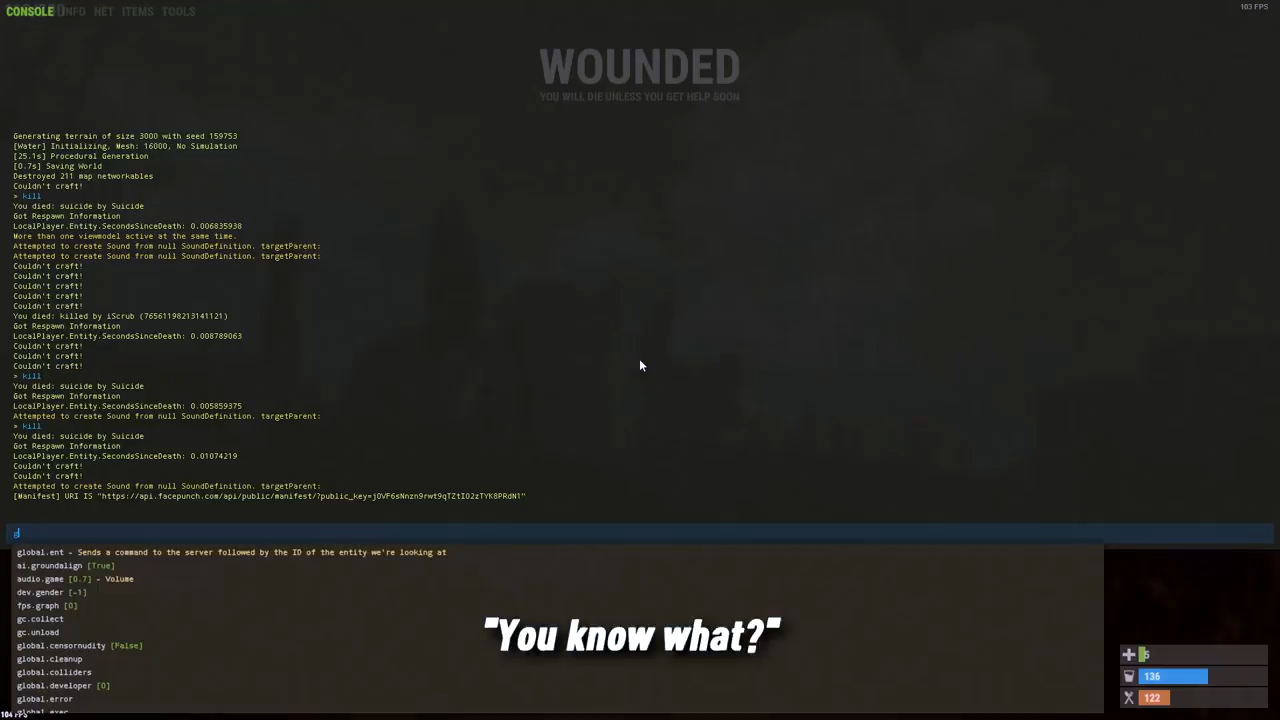 CONSOLE INFO NET ITEMS TOOLS
103 FPS
WOUNDED
YOU WILL DIE UNLESS YOU GET HELP SOON
Generating terrain of size 3000 with seed 159753
[Water] Initializing, Mesh: 16000, No Simulation
[25.1s] Procedural Generation
[0.7s] Saving World
Destroyed 211 map networkables
Couldn't craft!
> kill
You died: suicide by Suicide
Got Respawn Information
LocalPlayer.Entity.SecondsSinceDeath: 0.006835938
More than one viewmodel active at the same time.
Attempted to create Sound from null SoundDefinition. targetParent:
Attempted to create Sound from null SoundDefinition. targetParent:
Couldn't craft!
Couldn't craft!
Couldn't craft!
Couldn't craft!
Couldn't craft!
You died: killed by iScrub (76561198213141121)
Got Respawn Information
LocalPlayer.Entity.SecondsSinceDeath: 0.008789063
Couldn't craft!
Couldn't craft!
Couldn't craft!
> kill
You died: suicide by Suicide
Got Respawn Information
LocalPlayer.Entity.SecondsSinceDeath: 0.005859375
Attempted to create Sound from null SoundDefinition. targetParent:
> kill
You died: suicide by Suicide
Got Respawn Information
LocalPlayer.Entity.SecondsSinceDeath: 0.01074219
Couldn't craft!
Couldn't craft!
Attempted to create Sound from null SoundDefinition. targetParent:
[Manifest] URI IS "https://api.facepunch.com/api/public/manifest/?public_key=j0VF6sNnzn9rwt9qTZtIO2zTYK8PRdN1"
g
global.ent - Sends a command to the server followed by the ID of the entity we're looking at
ai.groundalign [True]
audio.game [0.7] - Volume
dev.gender [-1]
fps.graph [0]
gc.collect
gc.unload
global.censornudity [False]
global.cleanup
global.colliders
global.developer [0]
global.error
global.exec
"You know what?"
5
136
122
104 FPS